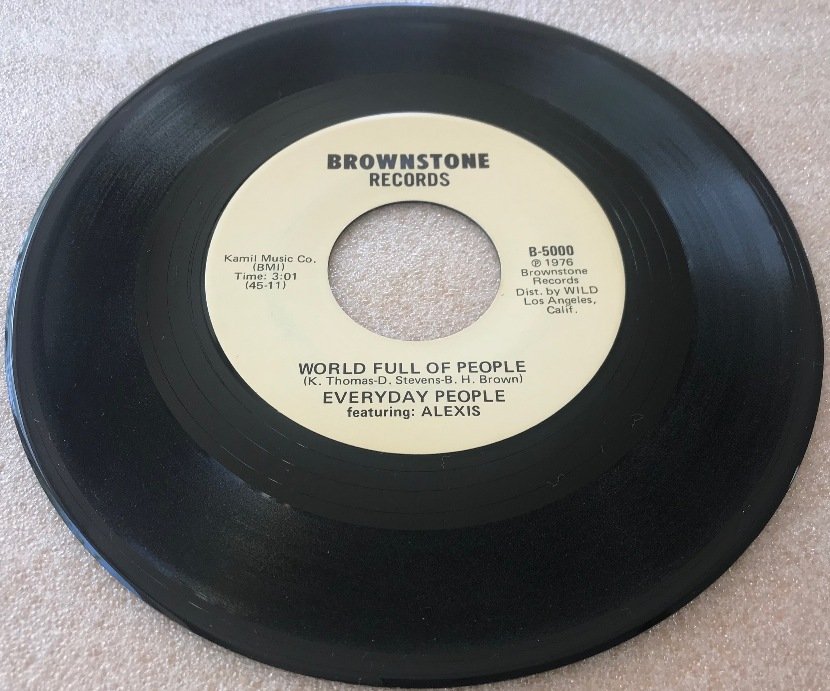 BROWNSTONE
RECORDS
Kamil Music Co.
(BMI)
Time: 3:01
(45-11)
B-5000
℗ 1976
Brownstone
Records
Dist. by WILD
Los Angeles,
Calif.
WORLD FULL OF PEOPLE
(K. Thomas-D. Stevens-B. H. Brown)
EVERYDAY PEOPLE
featuring: ALEXIS